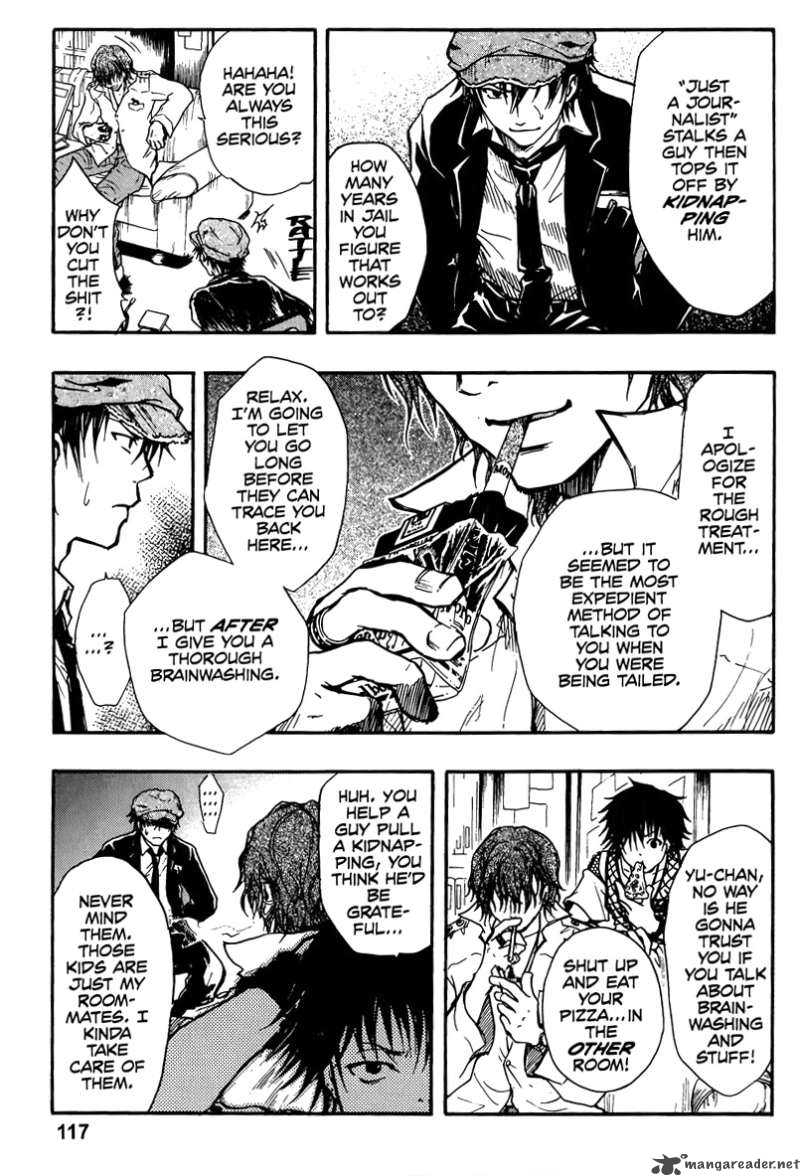 "JUST
A JOUR-
NALIST"
STALKS A
GUY THEN
TOPS IT
OFF BY
KIDNAP-
PING
HIM.
HOW
MANY
YEARS
IN JAIL
YOU
FIGURE
THAT
WORKS
OUT
TO?
HAHAHA!
ARE YOU
ALWAYS
THIS
SERIOUS?
WHY
DON'T
YOU
CUT
THE
SHIT
?!
I
APOL-
OGIZE
FOR
THE
ROUGH
TREAT-
MENT...
...BUT IT
SEEMED TO
BE THE MOST
EXPEDIENT
METHOD OF
TALKING TO
YOU WHEN
YOU WERE
BEING TAILED.
RELAX.
I'M GOING
TO LET
YOU GO
LONG
BEFORE
THEY CAN
TRACE YOU
BACK
HERE...
...BUT AFTER
I GIVE YOU A
THOROUGH
BRAINWASHING.
...
...?
YU-CHAN,
NO WAY
IS HE
GONNA
TRUST
YOU IF
YOU TALK
ABOUT
BRAIN-
WASHING
AND
STUFF!
SHUT UP
AND EAT
YOUR
PIZZA...IN
THE
OTHER
ROOM!
HUH. YOU
HELP A
GUY PULL
A KIDNAP-
PING, YOU
THINK HE'D
BE
GRATE-
FUL...
NEVER
MIND
THEM.
THOSE
KIDS ARE
JUST MY
ROOM-
MATES. I
KINDA
TAKE
CARE OF
THEM.
117
mangareader.net